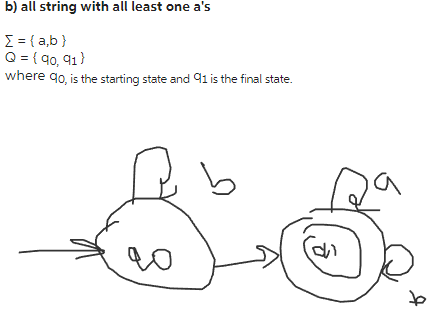 b) all string with all least one a's
Σ = { a,b }
Q = { q0, q1 }
where q0, is the starting state and q1 is the final state.
b
a
q0
q1
b